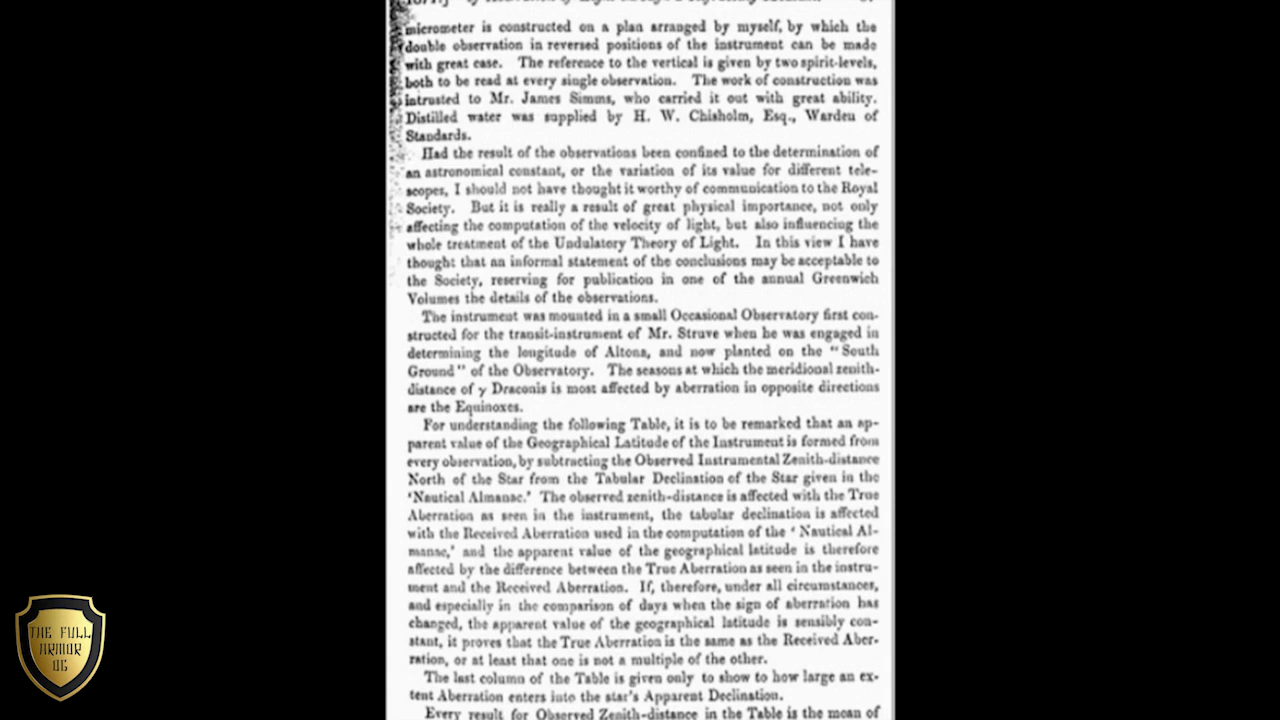 micrometer is constructed on a plan arranged by myself, by which the
double observation in reversed positions of the instrument can be made
with great ease. The reference to the vertical is given by two spirit-levels,
both to be read at every single observation. The work of construction was
intrusted to Mr. James Simms, who carried it out with great ability.
Distilled water was supplied by H. W. Chisholm, Esq., Warden of
Standards.
Had the result of the observations been confined to the determination of
an astronomical constant, or the variation of its value for different tele-
scopes, I should not have thought it worthy of communication to the Royal
Society. But it is really a result of great physical importance, not only
affecting the computation of the velocity of light, but also influencing the
whole treatment of the Undulatory Theory of Light. In this view I have
thought that an informal statement of the conclusions may be acceptable to
the Society, reserving for publication in one of the annual Greenwich
Volumes the details of the observations.
The instrument was mounted in a small Occasional Observatory first con-
structed for the transit-instrument of Mr. Struve when he was engaged in
determining the longitude of Altona, and now planted on the "South
Ground" of the Observatory. The seasons at which the meridional zenith-
distance of γ Draconis is most affected by aberration in opposite directions
are the Equinoxes.
For understanding the following Table, it is to be remarked that an ap-
parent value of the Geographical Latitude of the Instrument is formed from
every observation, by subtracting the Observed Instrumental Zenith-distance
North of the Star from the Tabular Declination of the Star given in the
'Nautical Almanac.' The observed zenith-distance is affected with the True
Aberration as seen in the instrument, the tabular declination is affected
with the Received Aberration used in the computation of the 'Nautical Al-
manac,' and the apparent value of the geographical latitude is therefore
affected by the difference between the True Aberration as seen in the instru-
ment and the Received Aberration. If, therefore, under all circumstances,
and especially in the comparison of days when the sign of aberration has
changed, the apparent value of the geographical latitude is sensibly con-
stant, it proves that the True Aberration is the same as the Received Aber-
ration, or at least that one is not a multiple of the other.
The last column of the Table is given only to show to how large an ex-
tent Aberration enters into the star's Apparent Declination.
Every result for Observed Zenith-distance in the Table is the mean of
THE FULL
ARMOR
OG